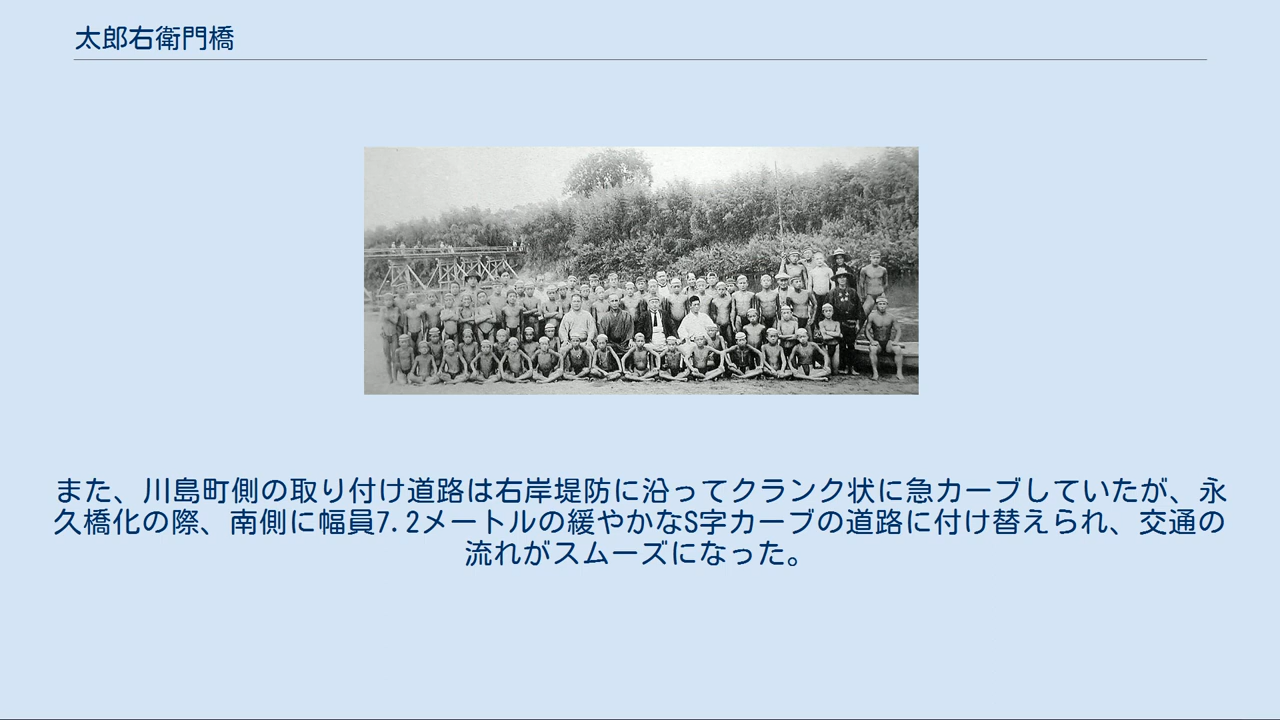 太郎右衛門橋
また、川島町側の取り付け道路は右岸堤防に沿ってクランク状に急カーブしていたが、永
久橋化の際、南側に幅員7.2メートルの緩やかなS字カーブの道路に付け替えられ、交通の
流れがスムーズになった。